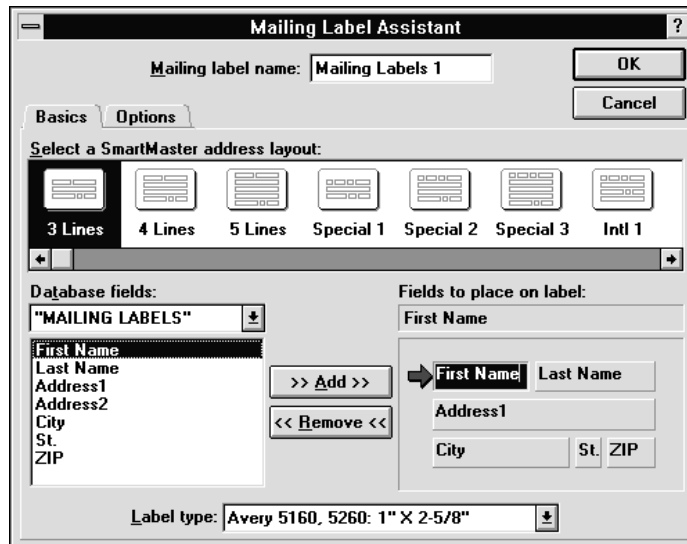 Mailing Label Assistant ?
Mailing label name: Mailing Labels 1
OK
Cancel
Basics Options
Select a SmartMaster address layout:
3 Lines 4 Lines 5 Lines Special 1 Special 2 Special 3 Intl 1
Database fields:
"MAILING LABELS"
First Name
Last Name
Address1
Address2
City
St.
ZIP
>> Add >>
<< Remove <<
Fields to place on label:
First Name
First Name Last Name
Address1
City St. ZIP
Label type: Avery 5160, 5260: 1" X 2-5/8"